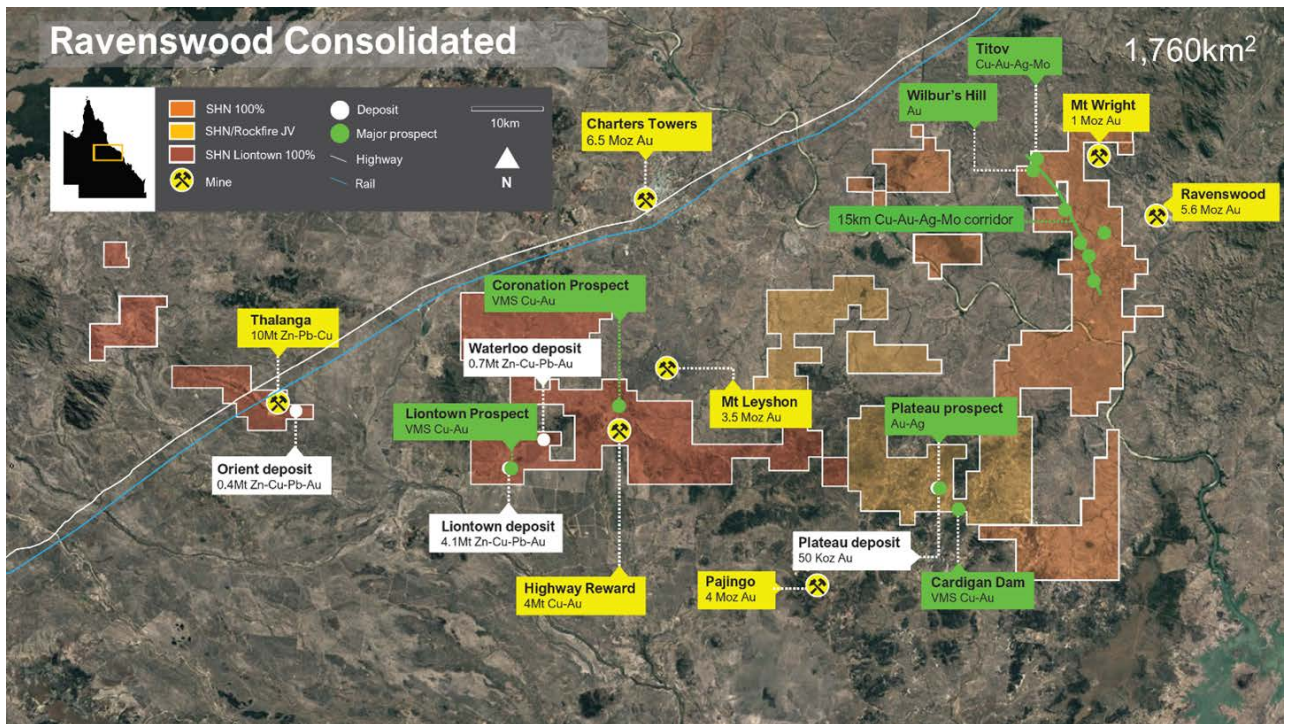 Ravenswood Consolidated
1,760km²
SHN 100%
SHN/Rockfire JV
SHN Liontown 100%
Mine
Deposit
Major prospect
Highway
Rail
10km
N
Titov
Cu-Au-Ag-Mo
Wilbur's Hill
Au
Mt Wright
1 Moz Au
Charters Towers
6.5 Moz Au
Ravenswood
5.6 Moz Au
15km Cu-Au-Ag-Mo corridor
Coronation Prospect
VMS Cu-Au
Thalanga
10Mt Zn-Pb-Cu
Waterloo deposit
0.7Mt Zn-Cu-Pb-Au
Mt Leyshon
3.5 Moz Au
Plateau prospect
Au-Ag
Liontown Prospect
VMS Cu-Au
Orient deposit
0.4Mt Zn-Cu-Pb-Au
Liontown deposit
4.1Mt Zn-Cu-Pb-Au
Plateau deposit
50 Koz Au
Highway Reward
4Mt Cu-Au
Pajingo
4 Moz Au
Cardigan Dam
VMS Cu-Au